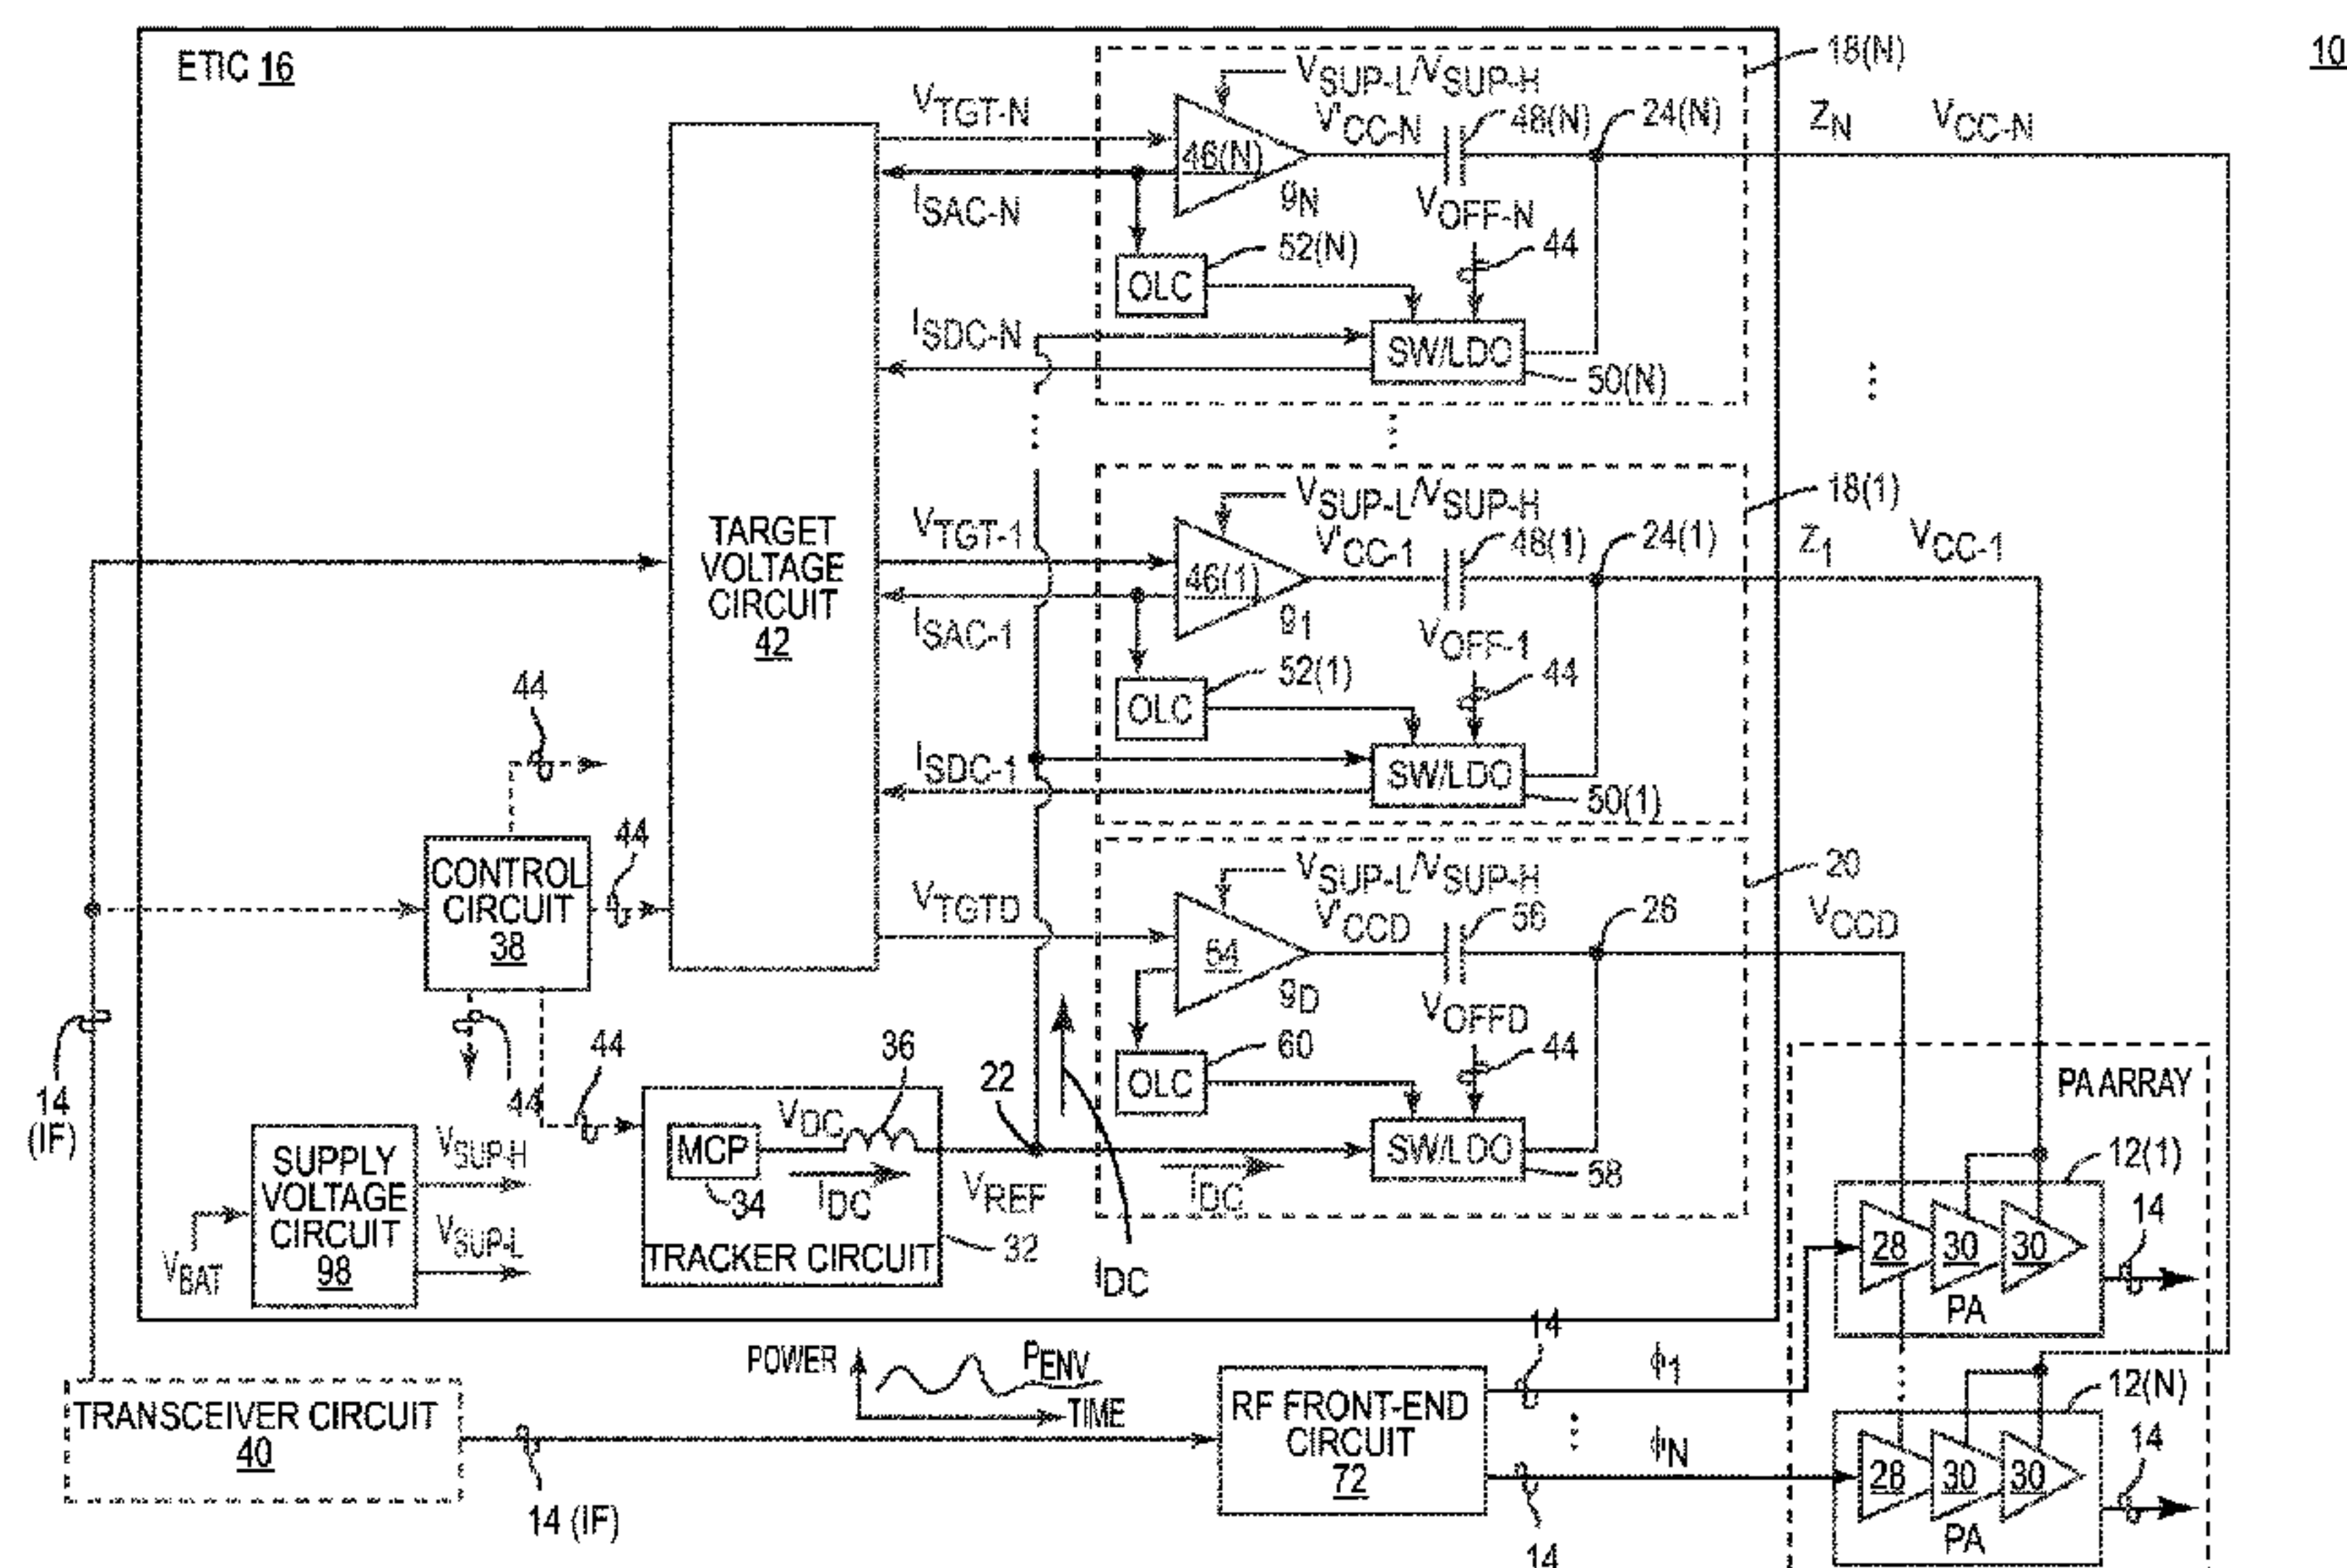 ETIC 16
10
VSUP-L/VSUP-H
18(N)
VTGT-N
V'CC-N
48(N)
24(N)
ZN
VCC-N
46(N)
gN
ISAC-N
VOFF-N
52(N)
44
OLC
ISDC-N
SW/LDO
50(N)
VSUP-L/VSUP-H
18(1)
VTGT-1
V'CC-1
48(1)
24(1)
Z1
VCC-1
TARGET
VOLTAGE
CIRCUIT
42
46(1)
g1
ISAC-1
VOFF-1
52(1)
44
OLC
44
ISDC-1
SW/LDO
50(1)
44
CONTROL
CIRCUIT
38
VSUP-L/VSUP-H
20
VTGTD
V'CCD
56
26
VCCD
54
gD
VOFFD
14
(IF)
44
44
36
22
60
44
OLC
PA ARRAY
SUPPLY
VOLTAGE
CIRCUIT
98
VSUP-H
VSUP-L
VBAT
MCP
VDC
34
IDC
VREF
TRACKER CIRCUIT
32
IDC
IDC
SW/LDO
58
12(1)
28
30
30
PA
14
POWER
PENV
TIME
14
ϕ1
TRANSCEIVER CIRCUIT
40
14 (IF)
RF FRONT-END
CIRCUIT
72
ϕN
14
12(N)
28
30
30
PA
14